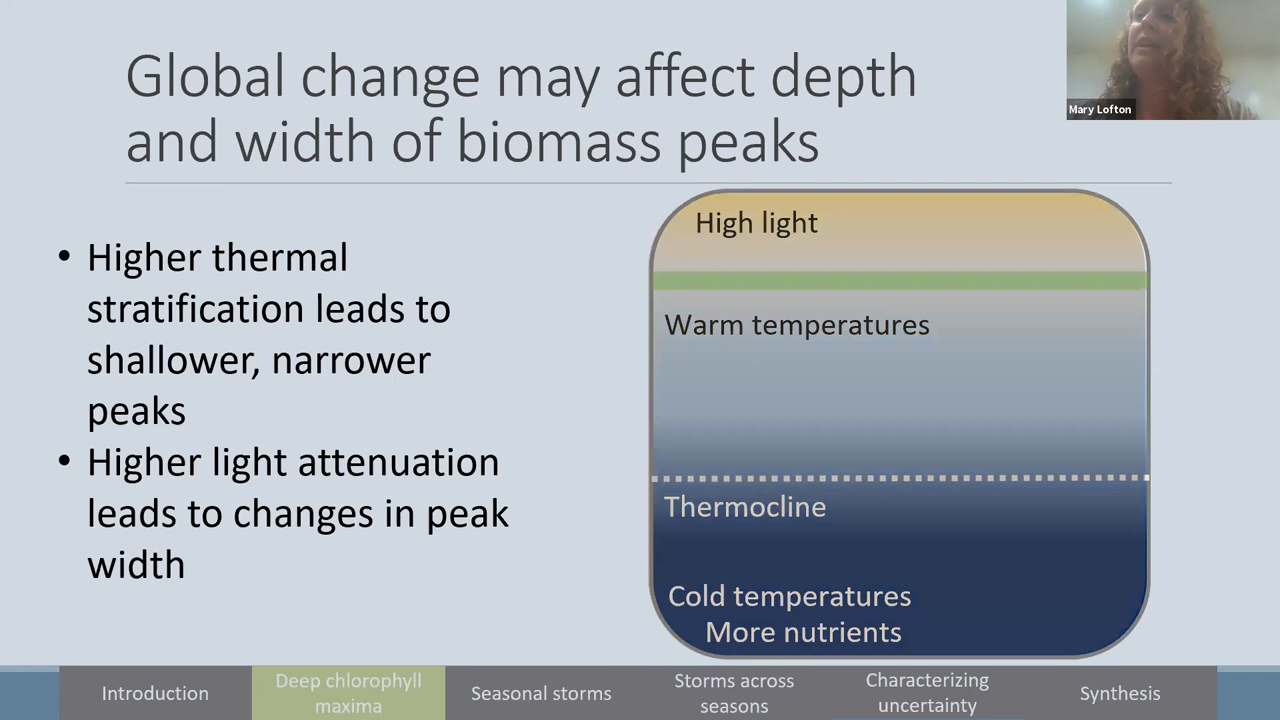 Global change may affect depth
and width of biomass peaks
Mary Lofton
• Higher thermal
stratification leads to
shallower, narrower
peaks
• Higher light attenuation
leads to changes in peak
width
High light
Warm temperatures
Thermocline
Cold temperatures
More nutrients
Introduction
Deep chlorophyll
maxima
Seasonal storms
Storms across
seasons
Characterizing
uncertainty
Synthesis